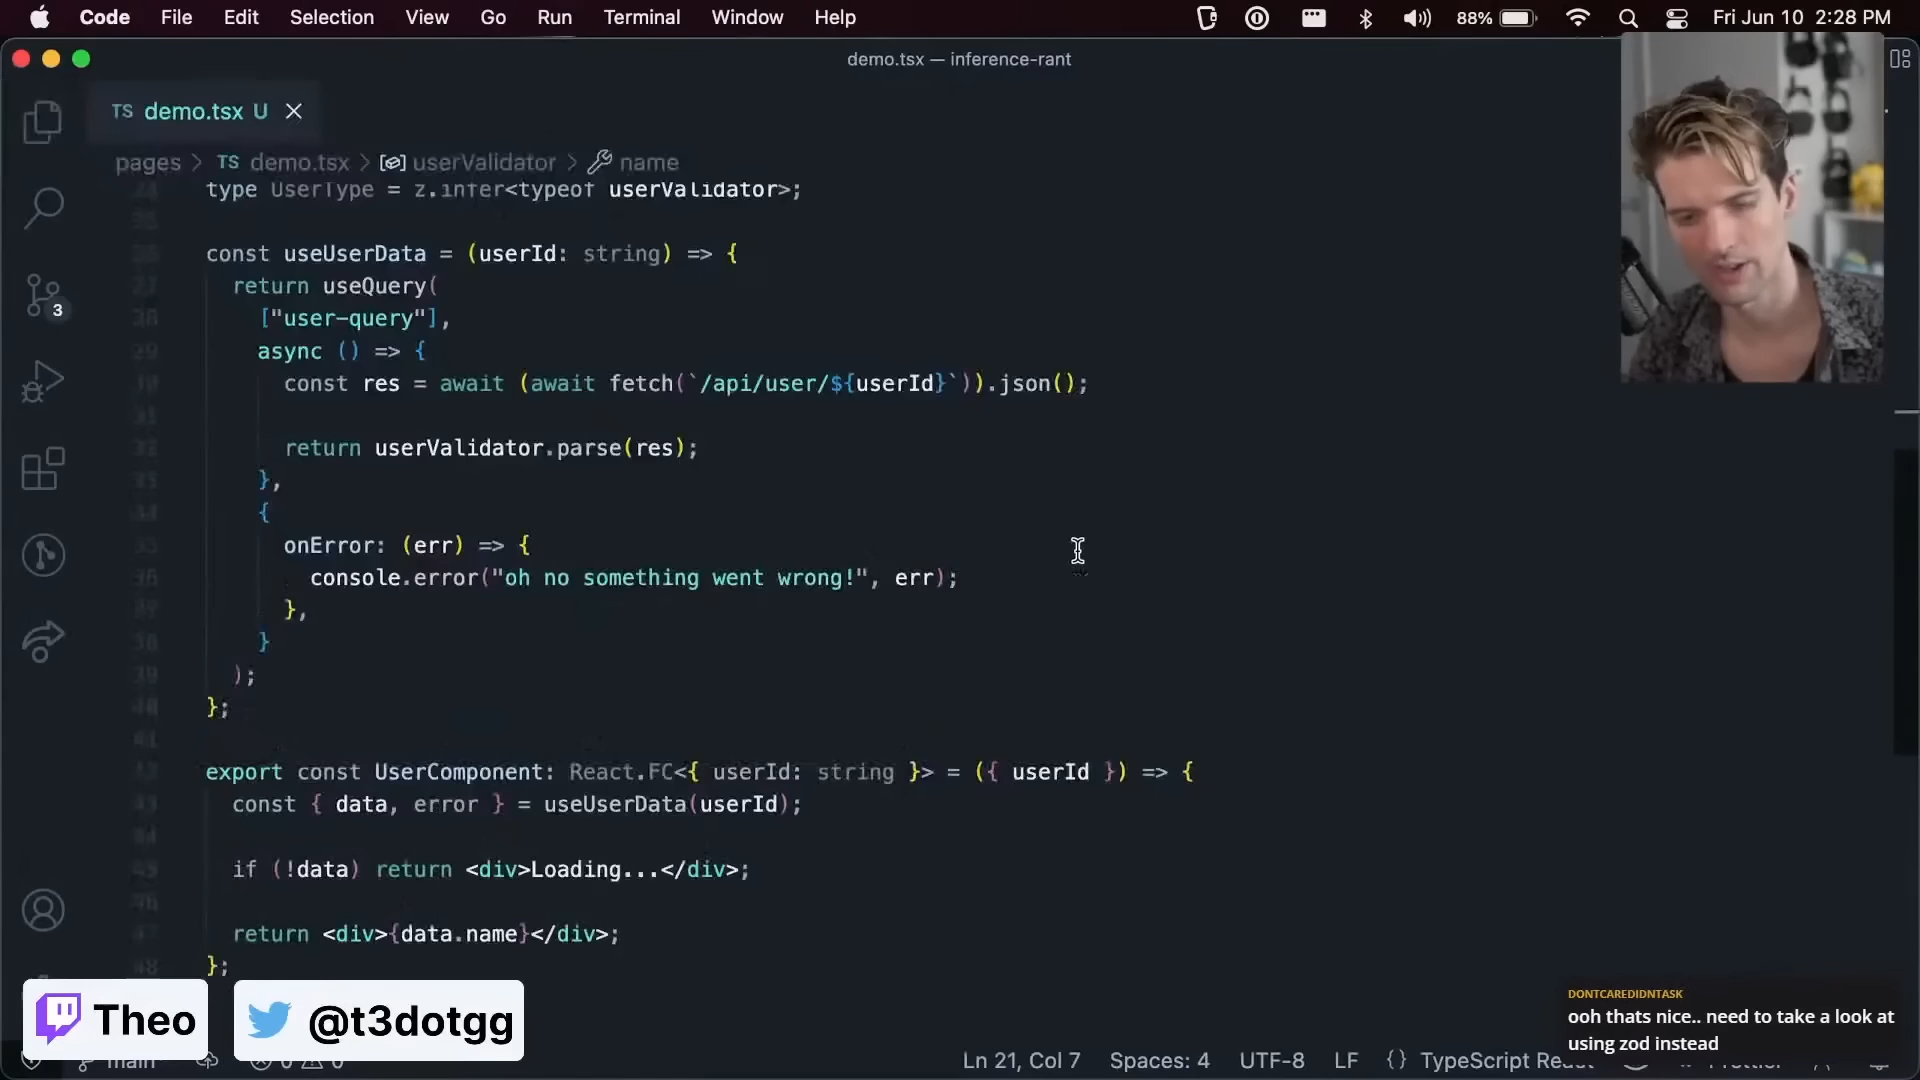 Code File Edit Selection View Go Run Terminal Window Help 88% Fri Jun 10 2:28 PM
demo.tsx — inference-rant
TS demo.tsx U
pages > TS demo.tsx > userValidator > name
type UserType = z.infer<typeof userValidator>;
const useUserData = (userId: string) => {
return useQuery(
["user-query"],
3
async () => {
const res = await (await fetch(`/api/user/${userId}`)).json();
return userValidator.parse(res);
},
{
onError: (err) => {
console.error("oh no something went wrong!", err);
},
}
);
};
export const UserComponent: React.FC<{ userId: string }> = ({ userId }) => {
const { data, error } = useUserData(userId);
if (!data) return <div>Loading...</div>;
return <div>{data.name}</div>;
};
Theo @t3dotgg
DONTCAREDIDNTASK
ooh thats nice.. need to take a look at
using zod instead
main 0 0 Ln 21, Col 7 Spaces: 4 UTF-8 LF {} TypeScript